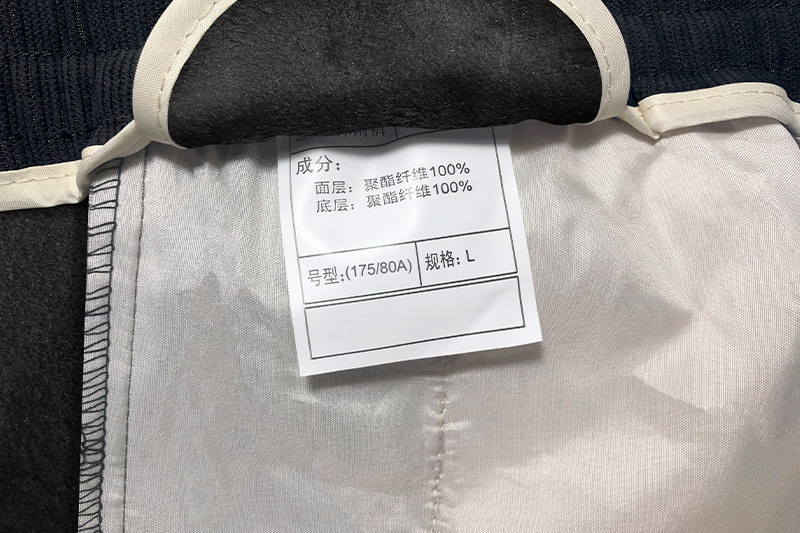 成分：
面层：聚酯纤维100%
底层：聚酯纤维100%
号型:(175/80A) 规格: L